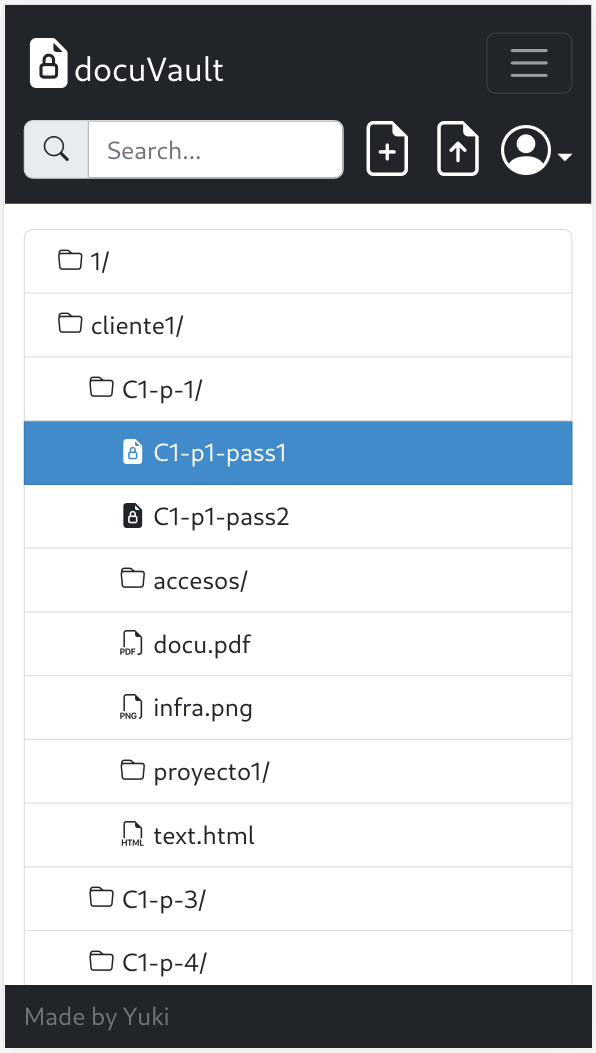 docuVault
Search...
1/
cliente1/
C1-p-1/
C1-p1-pass1
C1-p1-pass2
accesos/
PDF docu.pdf
PNG infra.png
proyecto1/
HTML text.html
C1-p-3/
C1-p-4/
Made by Yuki